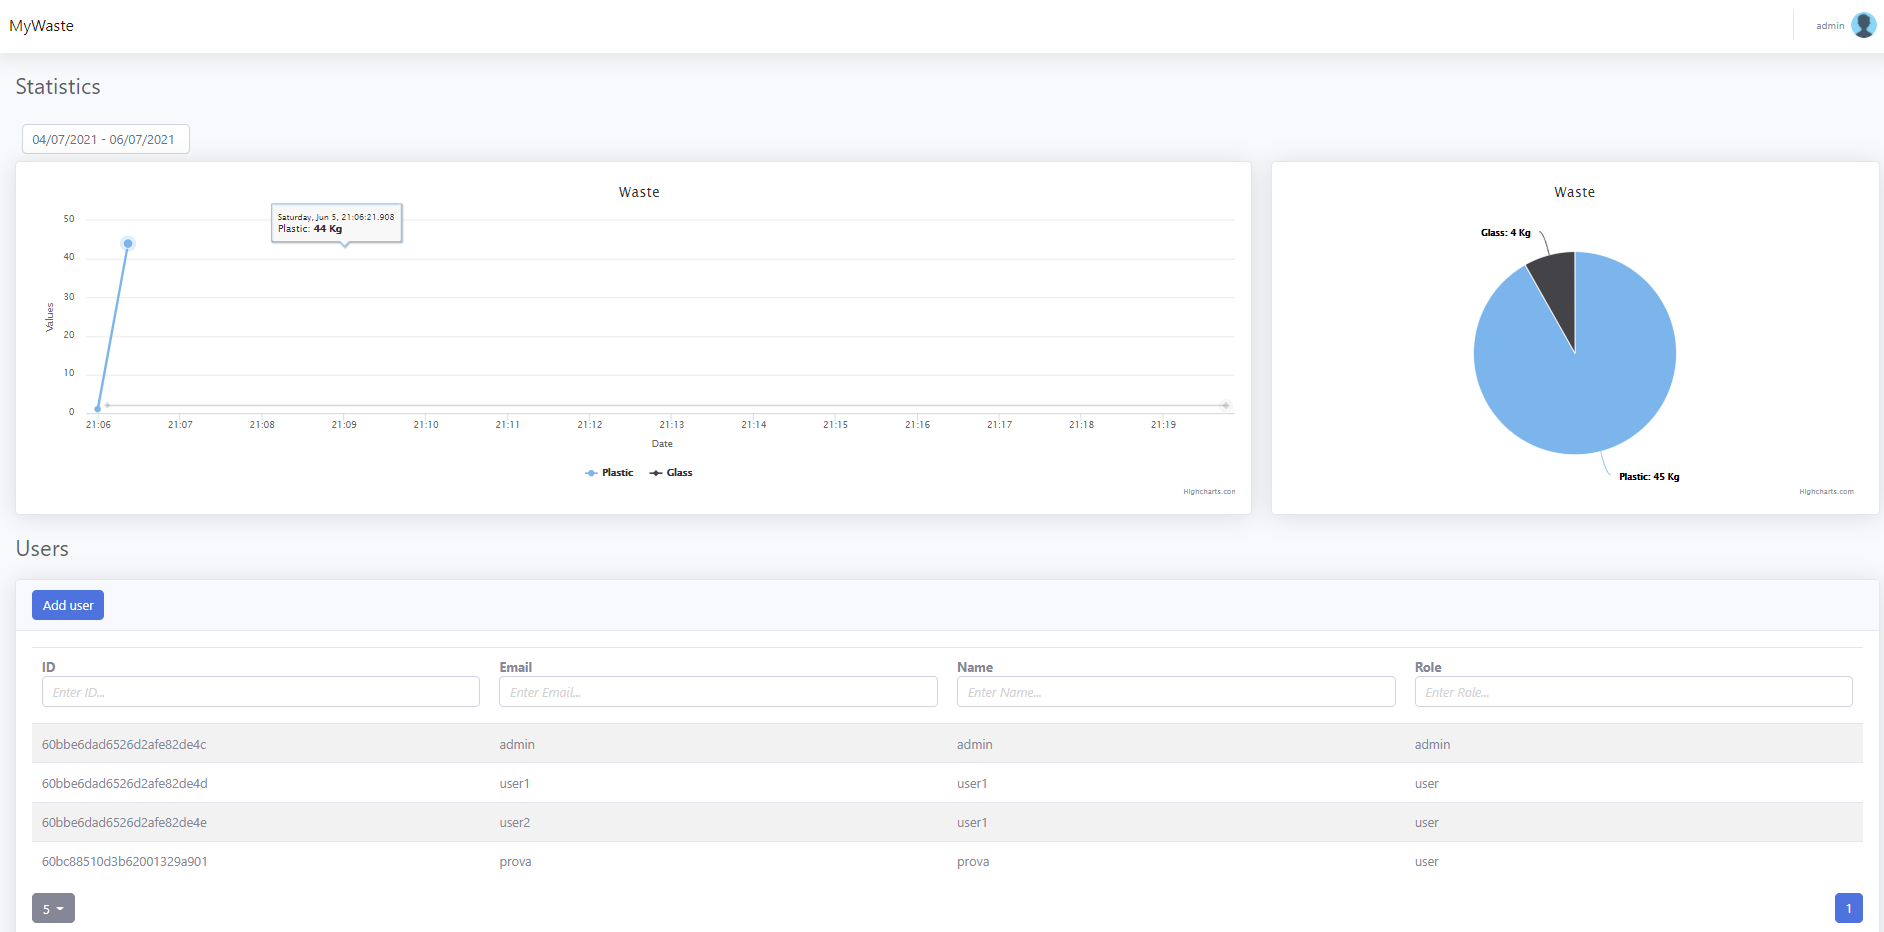 MyWaste
admin
Statistics
04/07/2021 - 06/07/2021
Waste
Saturday, Jun 5, 21:06:21.908
Plastic: 44 Kg
50
40
30
20
10
0
Values
21:06 21:07 21:08 21:09 21:10 21:11 21:12 21:13 21:14 21:15 21:16 21:17 21:18 21:19
Date
Plastic Glass
Highcharts.com
Waste
Glass: 4 Kg
Plastic: 45 Kg
Highcharts.com
Users
Add user
ID Email Name Role
Enter ID... Enter Email... Enter Name... Enter Role...
60bbe6dad6526d2afe82de4c admin admin admin
60bbe6dad6526d2afe82de4d user1 user1 user
60bbe6dad6526d2afe82de4e user2 user1 user
60bc88510d3b62001329a901 prova prova user
5
1